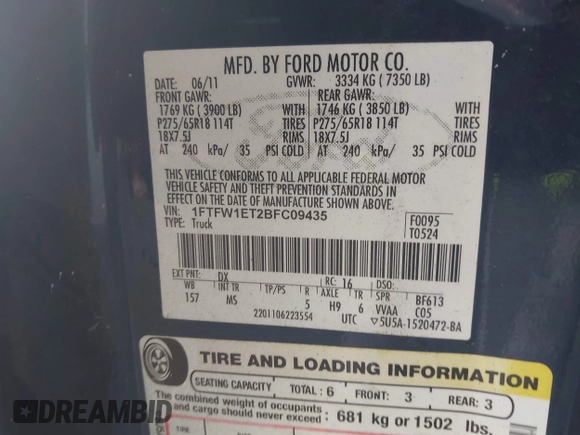 MFD. BY FORD MOTOR CO.
DATE: 06/11 GVWR: 3334 KG ( 7350 LB)
FRONT GAWR: REAR GAWR:
1769 KG ( 3900 LB) WITH 1746 KG ( 3850 LB) WITH
P275/65R18 114T TIRES P275/65R18 114T TIRES
18X7.5J RIMS 18X7.5J RIMS
AT 240 kPa/ 35 PSI COLD AT 240 kPa/ 35 PSI COLD
THIS VEHICLE CONFORMS TO ALL APPLICABLE FEDERAL MOTOR
VEHICLE SAFETY AND THEFT PREVENTION STANDARDS IN
EFFECT ON THE DATE OF MANUFACTURE SHOWN ABOVE.
VIN: 1FTFW1ET2BFC09435 F0095
TYPE: Truck T0524
EXT PNT: DX RC: 16 DSO:
WB INT TR TP/PS R AXLE TR SPR BF613
157 MS 5 H9 6 VVAA C05
2201106223554 UTC ▽5U5A-1520472-BA
Ford
TIRE AND LOADING INFORMATION
SEATING CAPACITY TOTAL : 6 FRONT: 3 REAR: 3
The combined weight of occupants
and cargo should never exceed : 681 kg or 1502 lbs.
DREAMBID